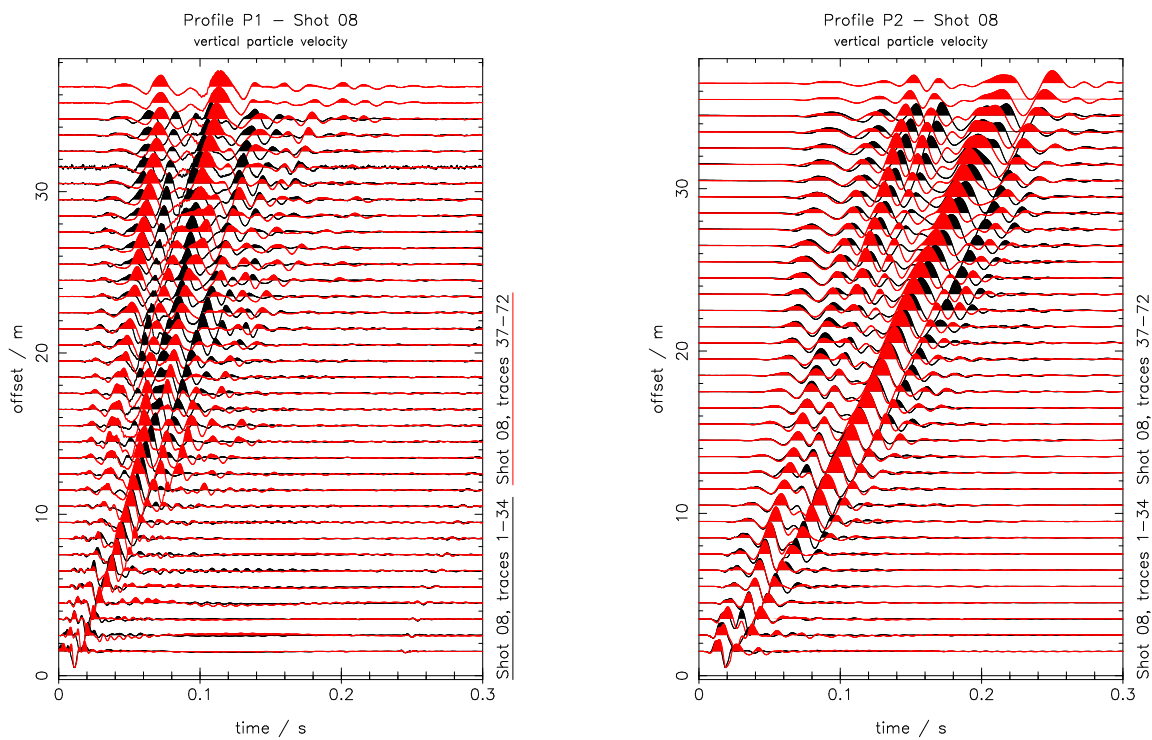 Profile P1 – Shot 08
vertical particle velocity
offset / m
0
10
20
30
0
0.1
0.2
0.3
time / s
Shot 08, traces 1–34
Shot 08, traces 37–72
Profile P2 – Shot 08
vertical particle velocity
offset / m
0
10
20
30
0
0.1
0.2
0.3
time / s
Shot 08, traces 1–34
Shot 08, traces 37–72